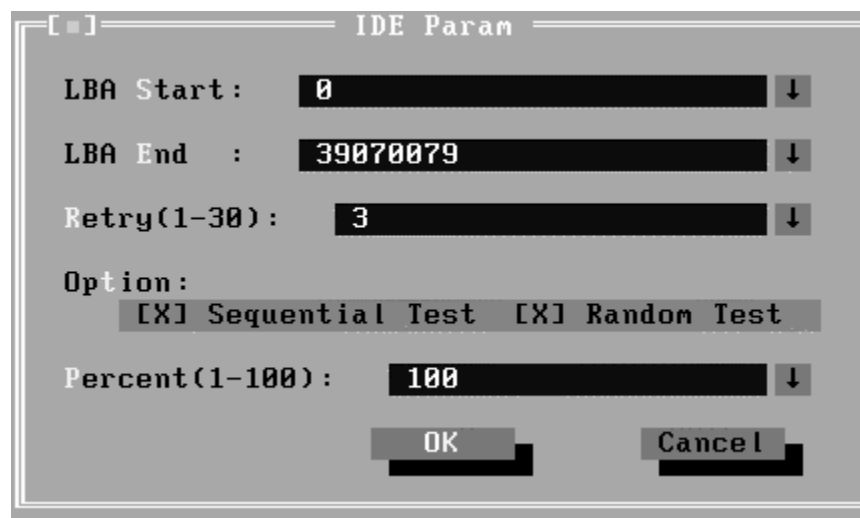 [■] IDE Param
LBA Start: 0 ↓
LBA End : 39070079 ↓
Retry(1-30): 3 ↓
Option:
[X] Sequential Test [X] Random Test
Percent(1-100): 100 ↓
OK Cancel